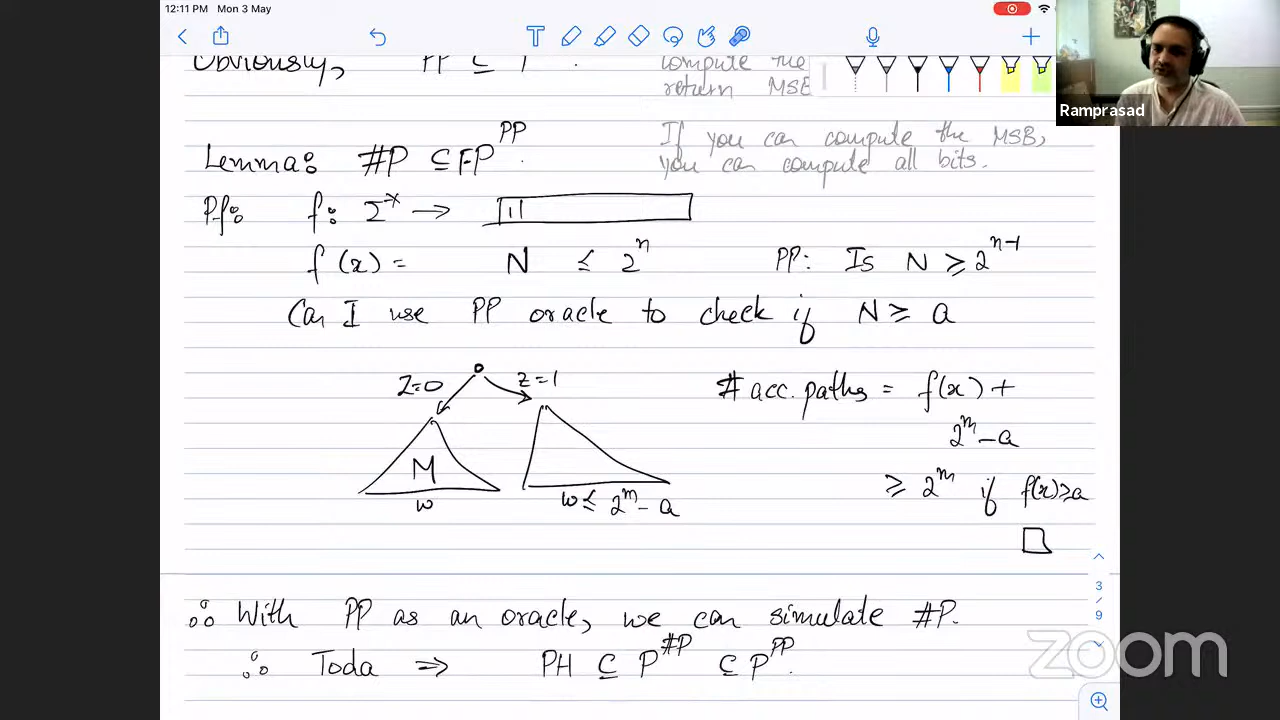 12:11 PM Mon 3 May
Obviously, PP ⊆
compute the
return MSB
Lemma: #P ⊆ FP^PP.
If you can compute the MSB,
you can compute all bits.
Pf: f: Σ* →
f(x) = N ≤ 2^n PP: Is N ≥ 2^{n-1}
Can I use PP oracle to check if N ≥ a
z=0 z=1
M
w w ≤ 2^m - a
# acc. paths = f(x) +
2^m - a
≥ 2^m if f(x) ≥ a
□
∴ With PP as an oracle, we can simulate #P.
∴ Toda ⇒ PH ⊆ P^#P ⊆ P^PP.
Ramprasad
3
/
9
zoom